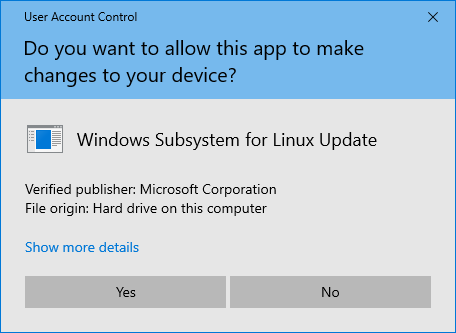 User Account Control
Do you want to allow this app to make
changes to your device?
Windows Subsystem for Linux Update
Verified publisher: Microsoft Corporation
File origin: Hard drive on this computer
Show more details
Yes
No